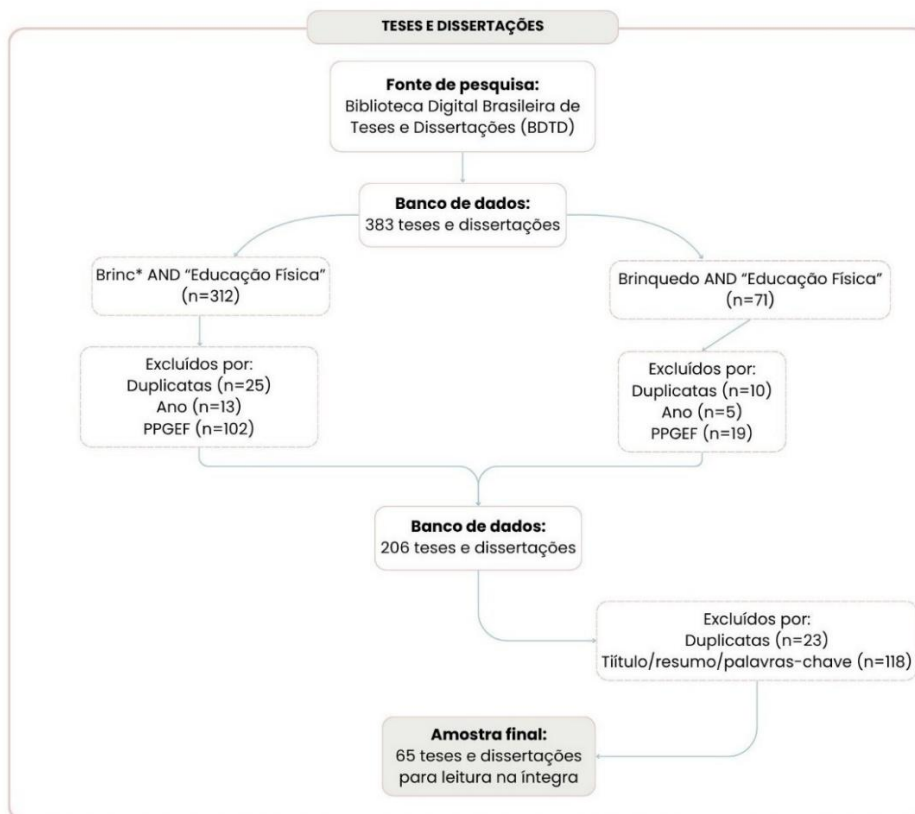 TESES E DISSERTAÇÕES
Fonte de pesquisa:
Biblioteca Digital Brasileira de
Teses e Dissertações (BDTD)
Banco de dados:
383 teses e dissertações
Brinc* AND “Educação Física”
(n=312)
Brinquedo AND “Educação Física”
(n=71)
Excluídos por:
Duplicatas (n=25)
Ano (n=13)
PPGEF (n=102)
Excluídos por:
Duplicatas (n=10)
Ano (n=5)
PPGEF (n=19)
Banco de dados:
206 teses e dissertações
Excluídos por:
Duplicatas (n=23)
Tiítulo/resumo/palavras-chave (n=118)
Amostra final:
65 teses e dissertações
para leitura na íntegra